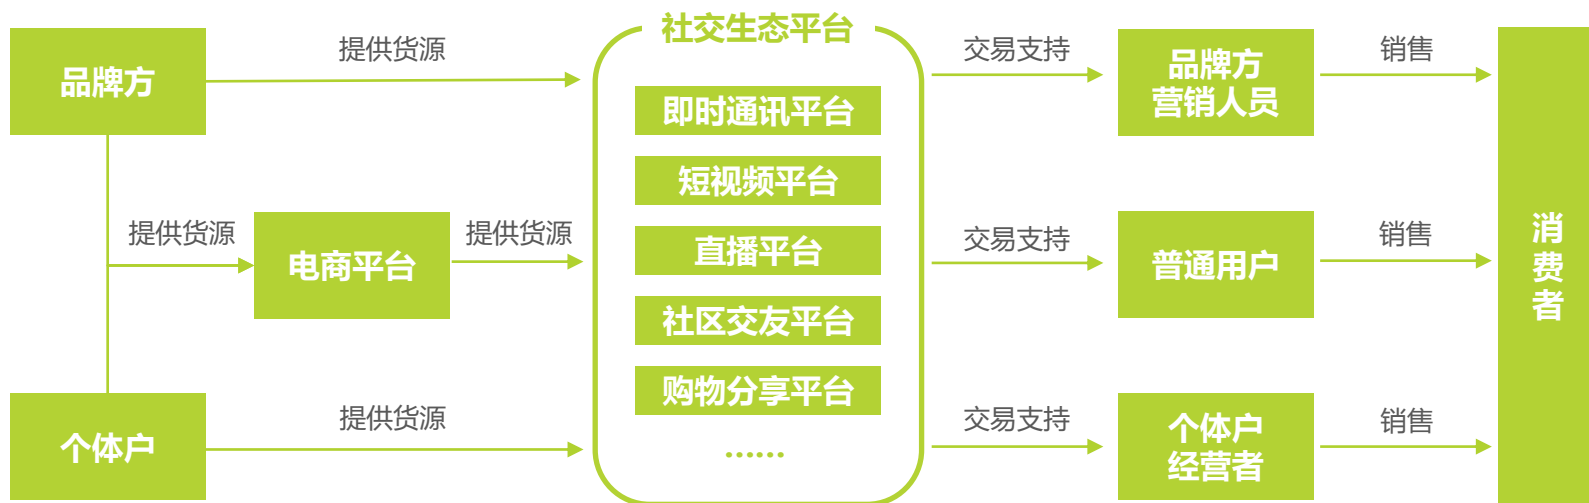 社交生态平台
品牌方
提供货源
提供货源
电商平台
提供货源
个体户
提供货源
即时通讯平台
短视频平台
直播平台
社区交友平台
购物分享平台
……
交易支持
品牌方
营销人员
销售
交易支持
普通用户
销售
交易支持
个体户
经营者
销售
消费者